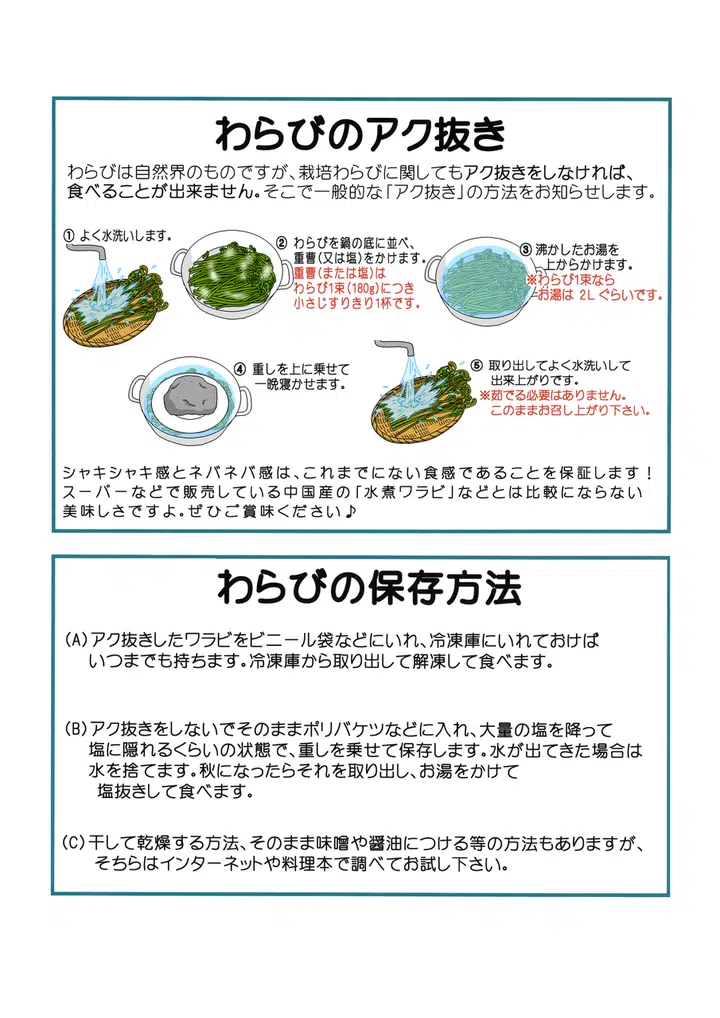 わらびのアク抜き
わらびは自然界のものですが、栽培わらびに関してもアク抜きをしなければ、
食べることが出来ません。そこで一般的な「アク抜き」の方法をお知らせします。
① よく水洗いします。
② わらびを鍋の底に並べ、
重曹(又は塩)をかけます。
重曹(または塩)は
わらび1束(180g)につき
小さじすりきり1杯です。
③ 沸かしたお湯を
上からかけます。
※わらび1束なら
お湯は 2L ぐらいです。
④ 重しを上に乗せて
一晩寝かせます。
⑤ 取り出してよく水洗いして
出来上がりです。
※茹でる必要はありません。
このままお召し上がり下さい。
シャキシャキ感とネバネバ感は、これまでにない食感であることを保証します!
スーパーなどで販売している中国産の「水煮ワラビ」などとは比較にならない
美味しさですよ。ぜひご賞味ください♪
わらびの保存方法
(A)アク抜きしたワラビをビニール袋などにいれ、冷凍庫にいれておけば
いつまでも持ちます。冷凍庫から取り出して解凍して食べます。
(B)アク抜きをしないでそのままポリバケツなどに入れ、大量の塩を降って
塩に隠れるくらいの状態で、重しを乗せて保存します。水が出てきた場合は
水を捨てます。秋になったらそれを取り出し、お湯をかけて
塩抜きして食べます。
(C)干して乾燥する方法、そのまま味噌や醤油につける等の方法もありますが、
そちらはインターネットや料理本で調べてお試し下さい。